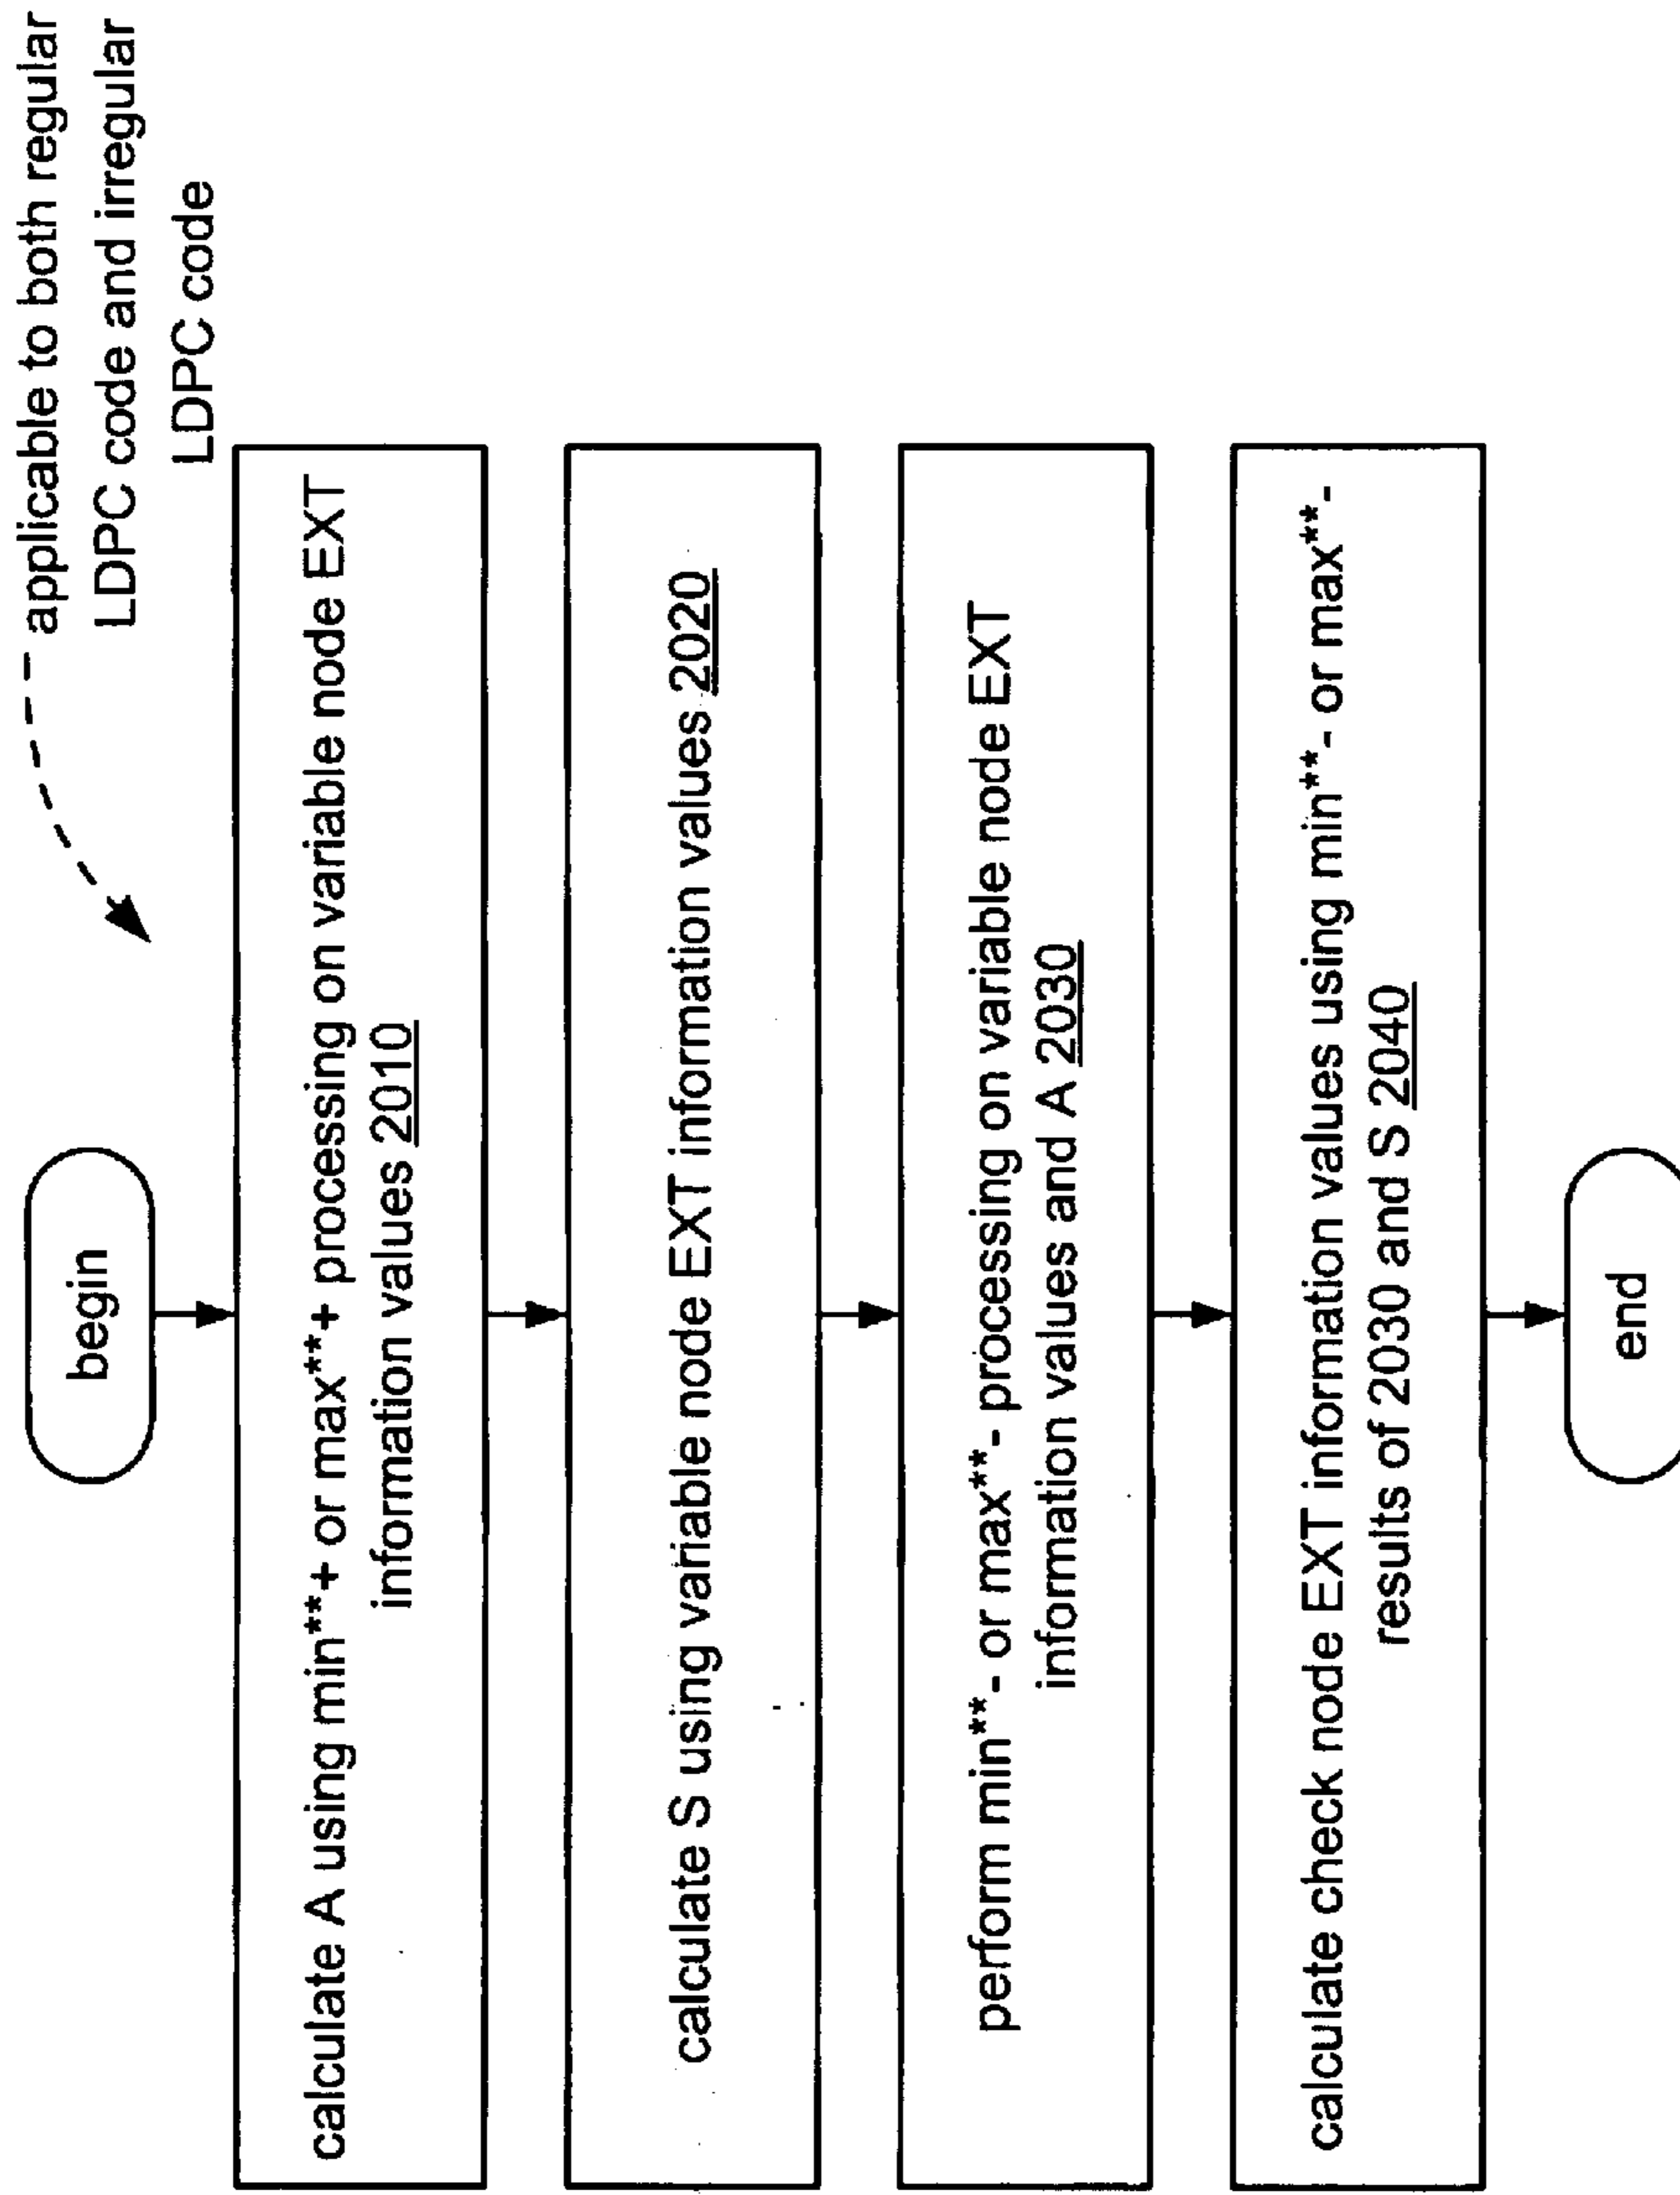 applicable to both regular
LDPC code and irregular
LDPC code
begin
calculate A using min**+ or max**+ processing on variable node EXT
information values 2010
calculate S using variable node EXT information values 2020
perform min**- or max**- processing on variable node EXT
information values and A 2030
calculate check node EXT information values using min**- or max**-
results of 2030 and S 2040
end